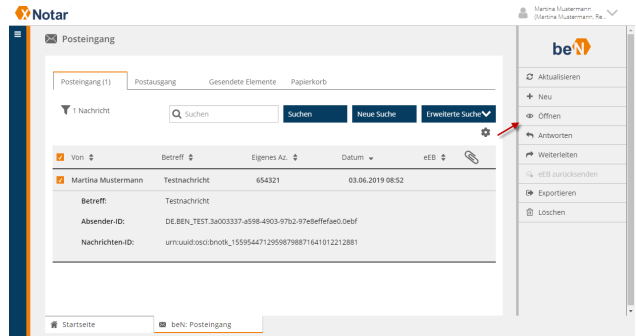 XNotar
Martina Mustermann
(Martina Mustermann, Re...
Posteingang
beN
Posteingang (1) Postausgang Gesendete Elemente Papierkorb
1 Nachricht
Suchen
Suchen
Neue Suche
Erweiterte Suche
Von Betreff Eigenes Az. Datum eEB
Martina Mustermann Testnachricht 654321 03.06.2019 08:52
Betreff: Testnachricht
Absender-ID: DE.BEN_TEST.3a003337-a598-4903-97b2-97e8effefae0.0ebf
Nachrichten-ID: urn:uuid:osci:bnotk_15595447129598798871641012212881
Aktualisieren
Neu
Öffnen
Antworten
Weiterleiten
eEB zurücksenden
Exportieren
Löschen
Startseite
beN: Posteingang